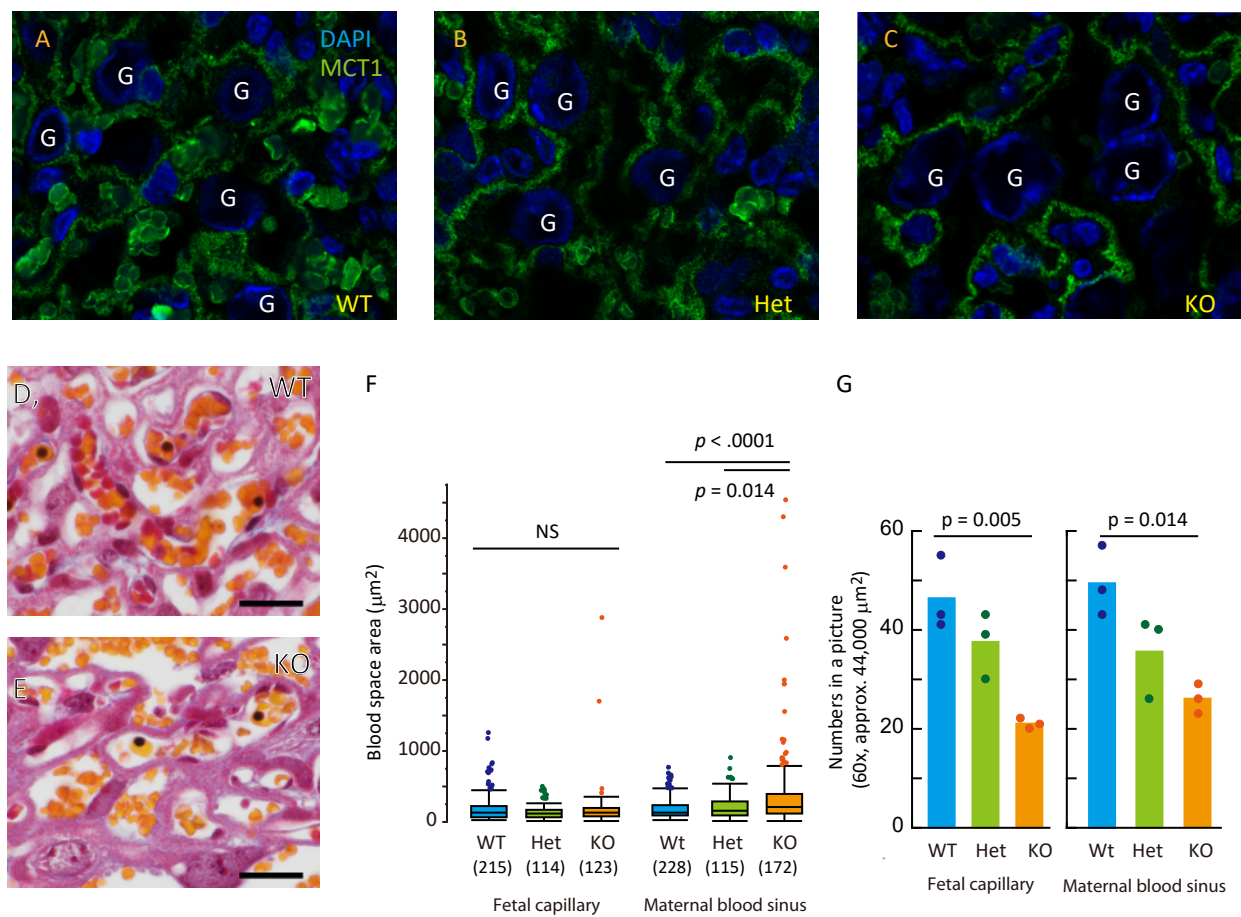 A
DAPI
MCT1
G
G
G
G
G
WT
B
G
G
G
G
Het
C
G
G
G
G
KO
D,
WT
E
KO
F
p < .0001
p = 0.014
NS
Blood space area (μm²)
4000
3000
2000
1000
0
WT Het KO Wt Het KO
(215) (114) (123) (228) (115) (172)
Fetal capillary Maternal blood sinus
G
p = 0.005 p = 0.014
Numbers in a picture
(60x, approx. 44,000 μm²)
60
40
20
0
WT Het KO Wt Het KO
Fetal capillary Maternal blood sinus